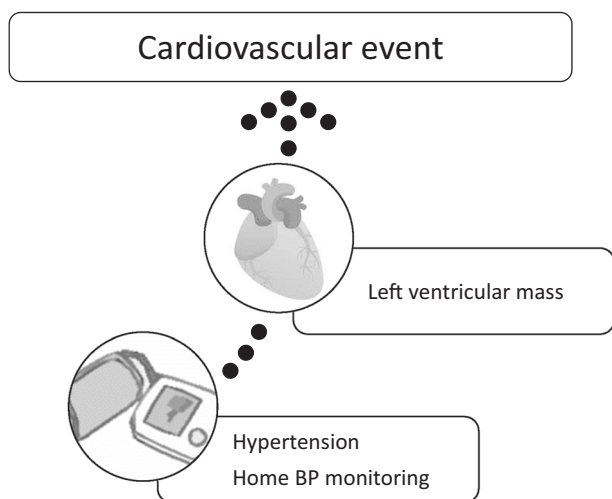 Cardiovascular event
Left ventricular mass
Hypertension
Home BP monitoring